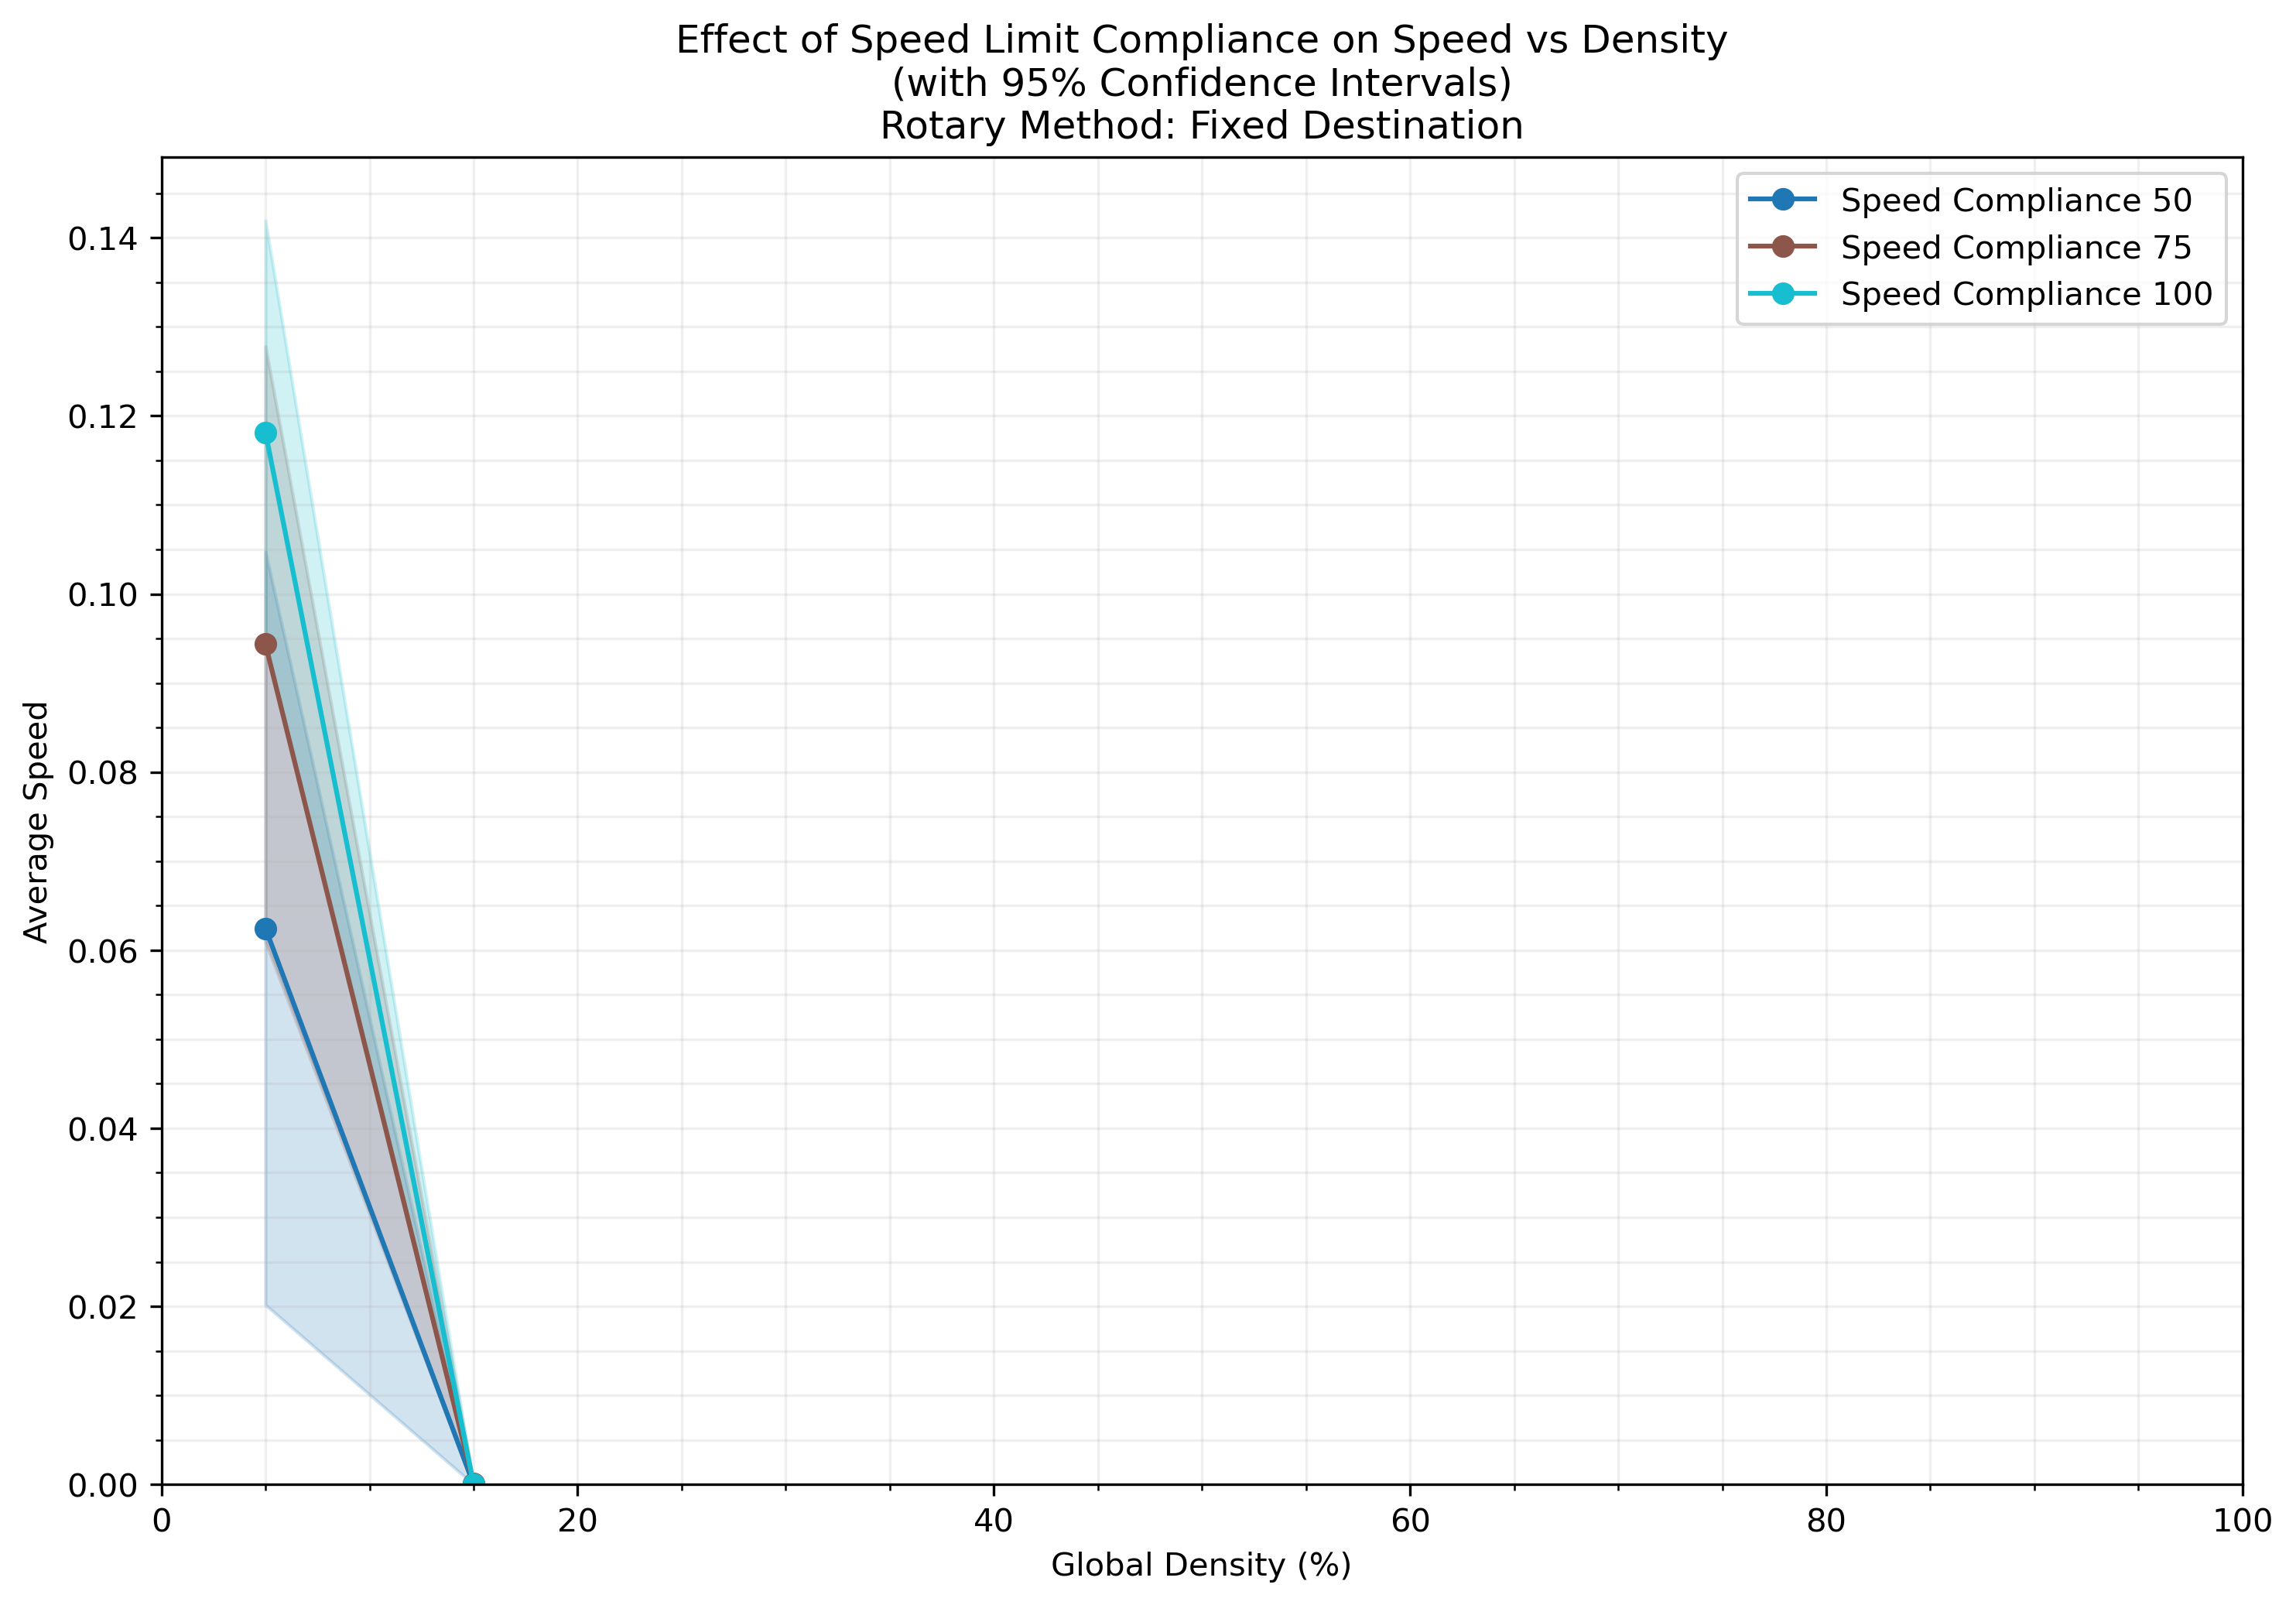 Effect of Speed Limit Compliance on Speed vs Density
(with 95% Confidence Intervals)
Rotary Method: Fixed Destination
Speed Compliance 50
Speed Compliance 75
Speed Compliance 100
Average Speed
0.14
0.12
0.10
0.08
0.06
0.04
0.02
0.00
0 20 40 60 80 100
Global Density (%)